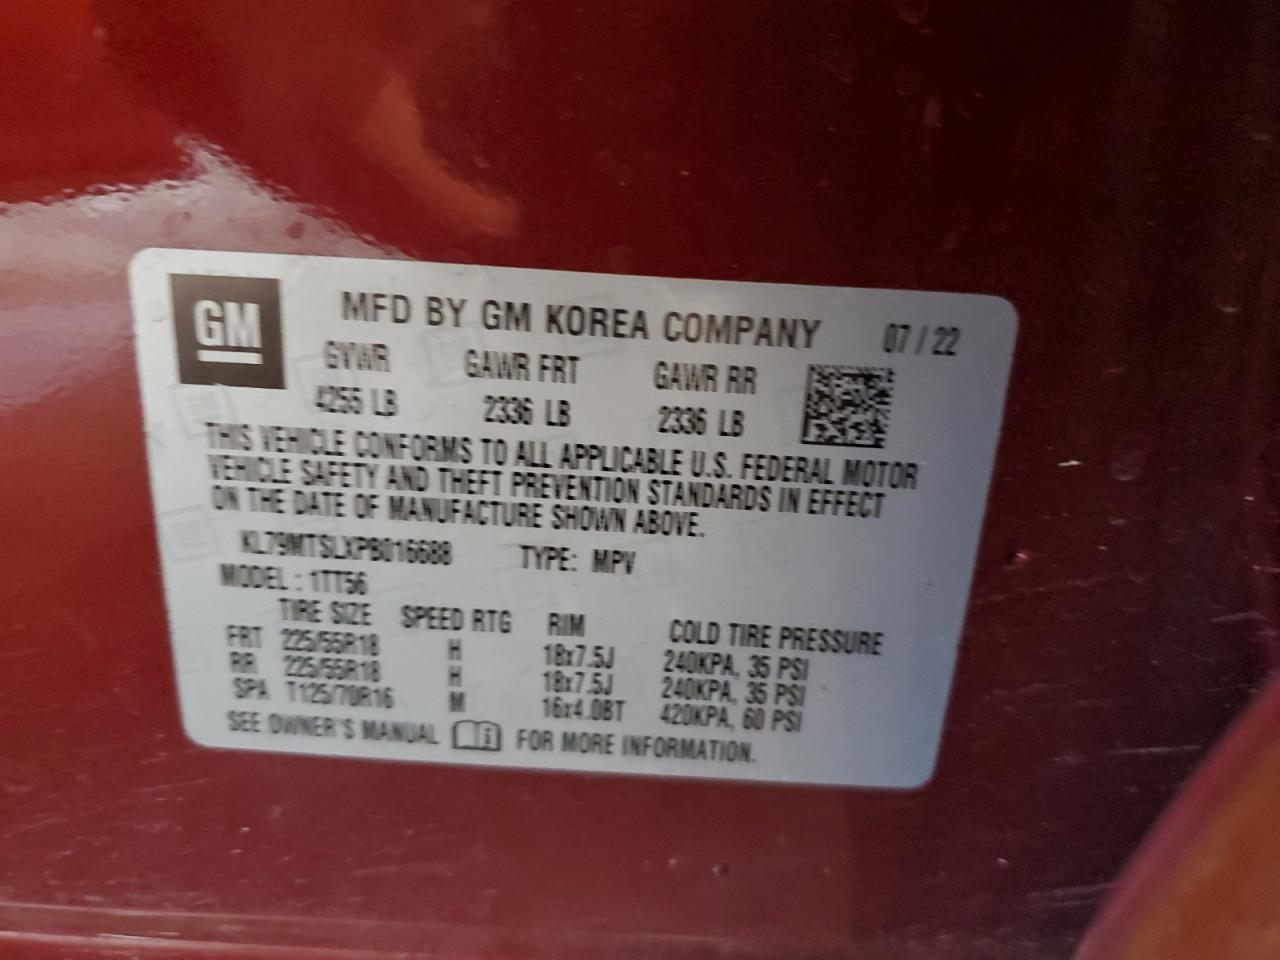 GM
MFD BY GM KOREA COMPANY 07 / 22
GVWR GAWR FRT GAWR RR
4255 LB 2336 LB 2336 LB
THIS VEHICLE CONFORMS TO ALL APPLICABLE U.S. FEDERAL MOTOR
VEHICLE SAFETY AND THEFT PREVENTION STANDARDS IN EFFECT
ON THE DATE OF MANUFACTURE SHOWN ABOVE.
KL79MTSLXPB016688 TYPE: MPV
MODEL : 1TT56
TIRE SIZE SPEED RTG RIM COLD TIRE PRESSURE
FRT 225/55R18 H 18x7.5J 240KPA, 35 PSI
RR 225/55R18 H 18x7.5J 240KPA, 35 PSI
SPA T125/70R16 M 16x4.0BT 420KPA, 60 PSI
SEE OWNER'S MANUAL i FOR MORE INFORMATION.